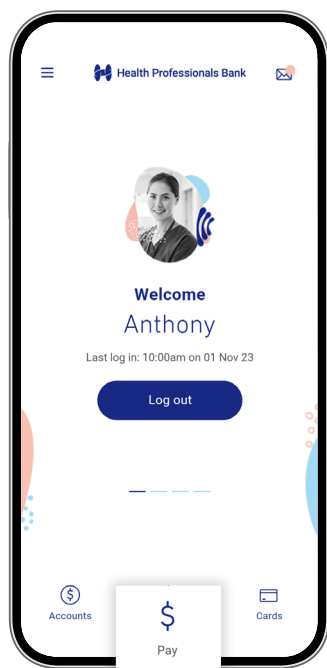 Health Professionals Bank
Welcome
Anthony
Last log in: 10:00am on 01 Nov 23
Log out
$
Accounts
$
Pay
Cards